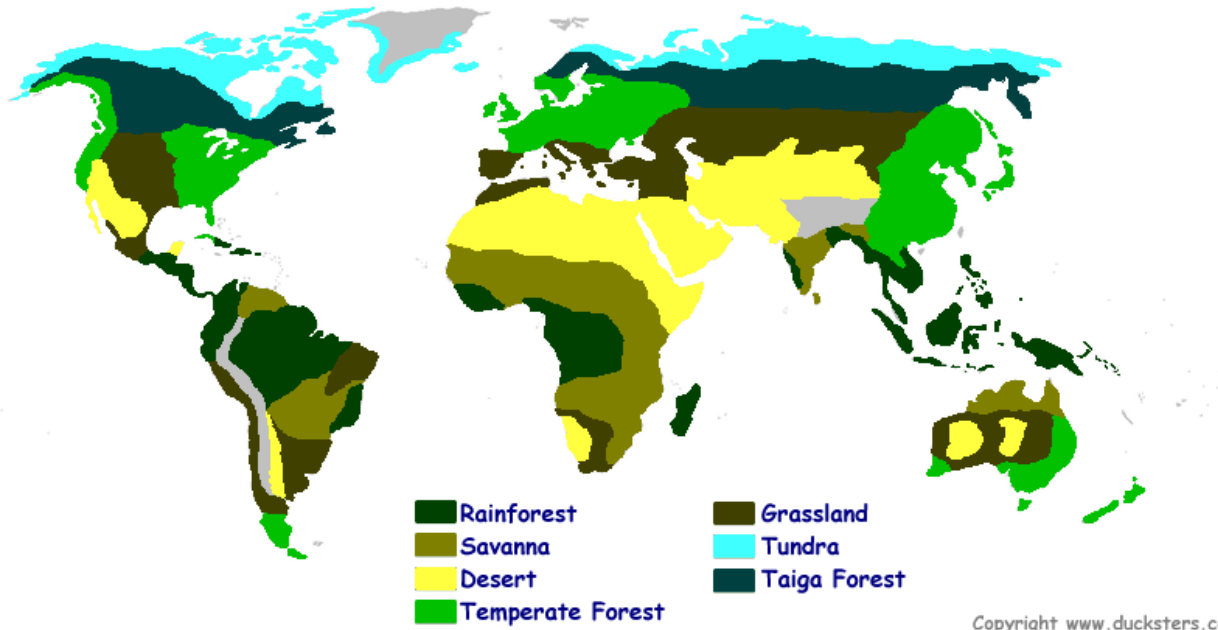 Rainforest
Savanna
Desert
Temperate Forest
Grassland
Tundra
Taiga Forest
Copyright www.ducksters.c